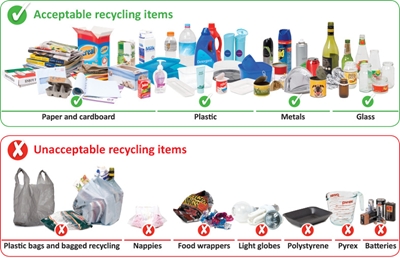 Acceptable recycling items
Paper and cardboard
Plastic
Metals
Glass
Unacceptable recycling items
Plastic bags and bagged recycling
Nappies
Food wrappers
Light globes
Polystyrene
Pyrex
Batteries